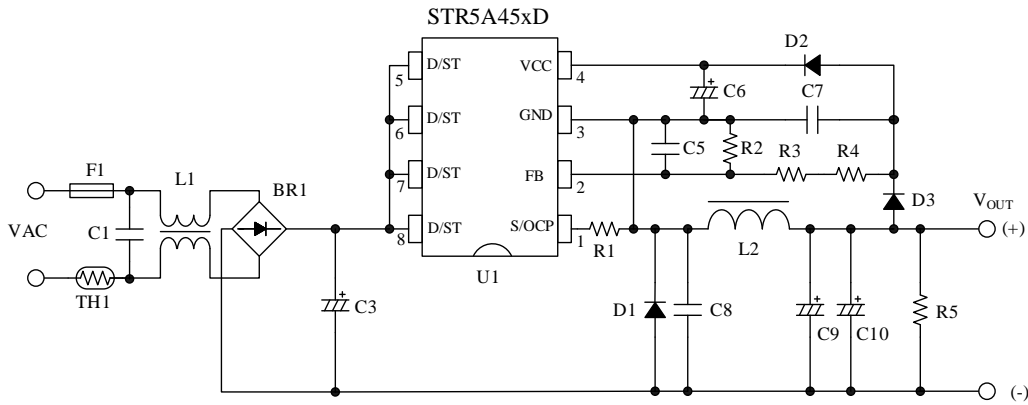 STR5A45xD
D2
D/ST
VCC
5
4
C6
C7
D/ST
GND
6
3
C5
R2
R3
R4
D/ST
FB
7
2
F1
L1
BR1
D3
VOUT
VAC
C1
D/ST
S/OCP
8
1
R1
L2
(+)
TH1
U1
C3
D1
C8
C9
C10
R5
(-)